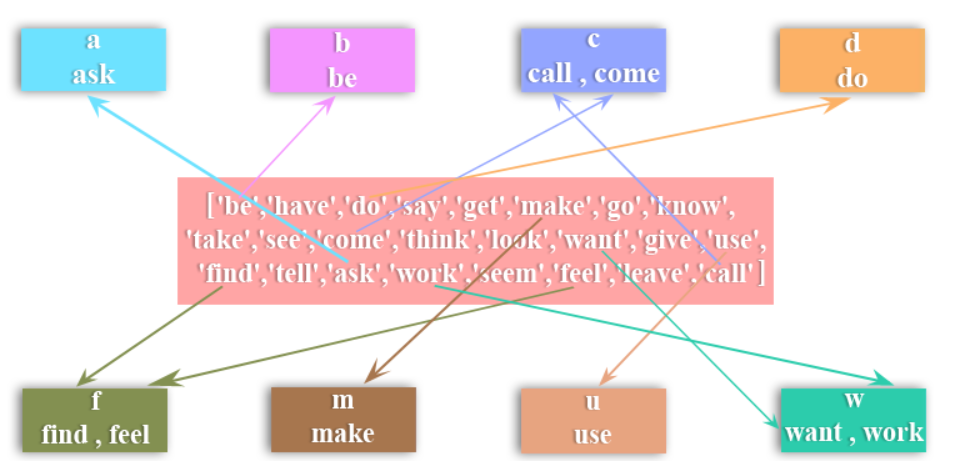 a
ask
b
be
c
call , come
d
do
['be','have','do','say','get','make','go','know',
'take','see','come','think','look','want','give','use',
'find','tell','ask','work','seem','feel','leave','call']
f
find , feel
m
make
u
use
w
want , work